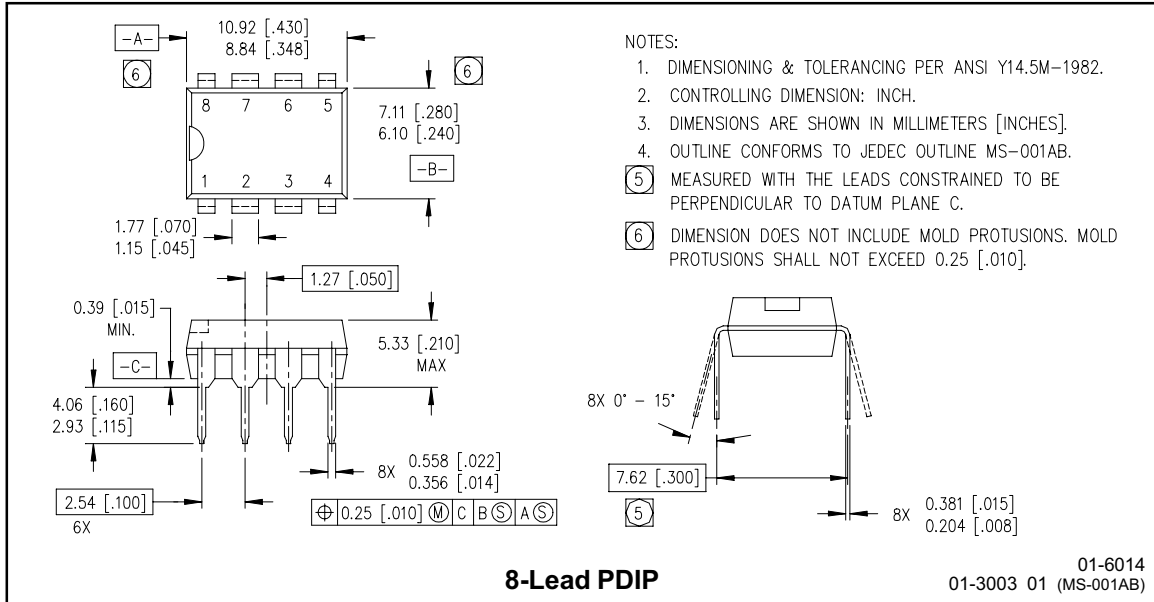 -A-
10.92 [.430]
8.84 [.348]
6
6
8 7 6 5
1 2 3 4
7.11 [.280]
6.10 [.240]
-B-
1.77 [.070]
1.15 [.045]
1.27 [.050]
0.39 [.015]
MIN.
-C-
5.33 [.210]
MAX
4.06 [.160]
2.93 [.115]
8X 0.558 [.022]
0.356 [.014]
2.54 [.100]
6X
⌖ 0.25 [.010] Ⓜ C B Ⓢ A Ⓢ
NOTES:
1. DIMENSIONING & TOLERANCING PER ANSI Y14.5M-1982.
2. CONTROLLING DIMENSION: INCH.
3. DIMENSIONS ARE SHOWN IN MILLIMETERS [INCHES].
4. OUTLINE CONFORMS TO JEDEC OUTLINE MS-001AB.
5 MEASURED WITH THE LEADS CONSTRAINED TO BE
PERPENDICULAR TO DATUM PLANE C.
6 DIMENSION DOES NOT INCLUDE MOLD PROTUSIONS. MOLD
PROTUSIONS SHALL NOT EXCEED 0.25 [.010].
8X 0° - 15°
7.62 [.300]
5
8X 0.381 [.015]
0.204 [.008]
8-Lead PDIP
01-6014
01-3003 01 (MS-001AB)